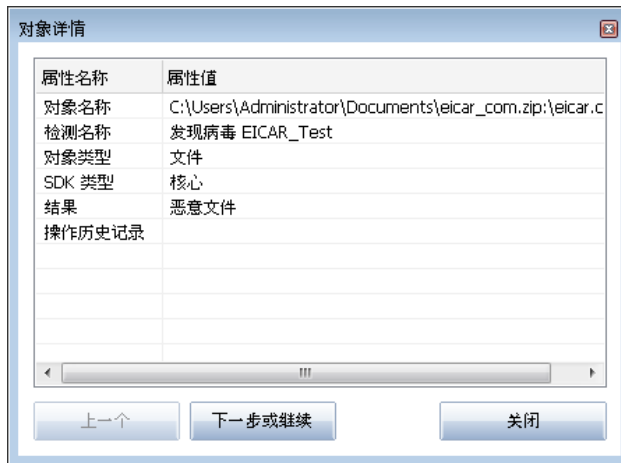 对象详情
属性名称 属性值
对象名称 C:\Users\Administrator\Documents\eicar_com.zip:\eicar.c
检测名称 发现病毒 EICAR_Test
对象类型 文件
SDK 类型 核心
结果 恶意文件
操作历史记录
上一个 下一步或继续 关闭